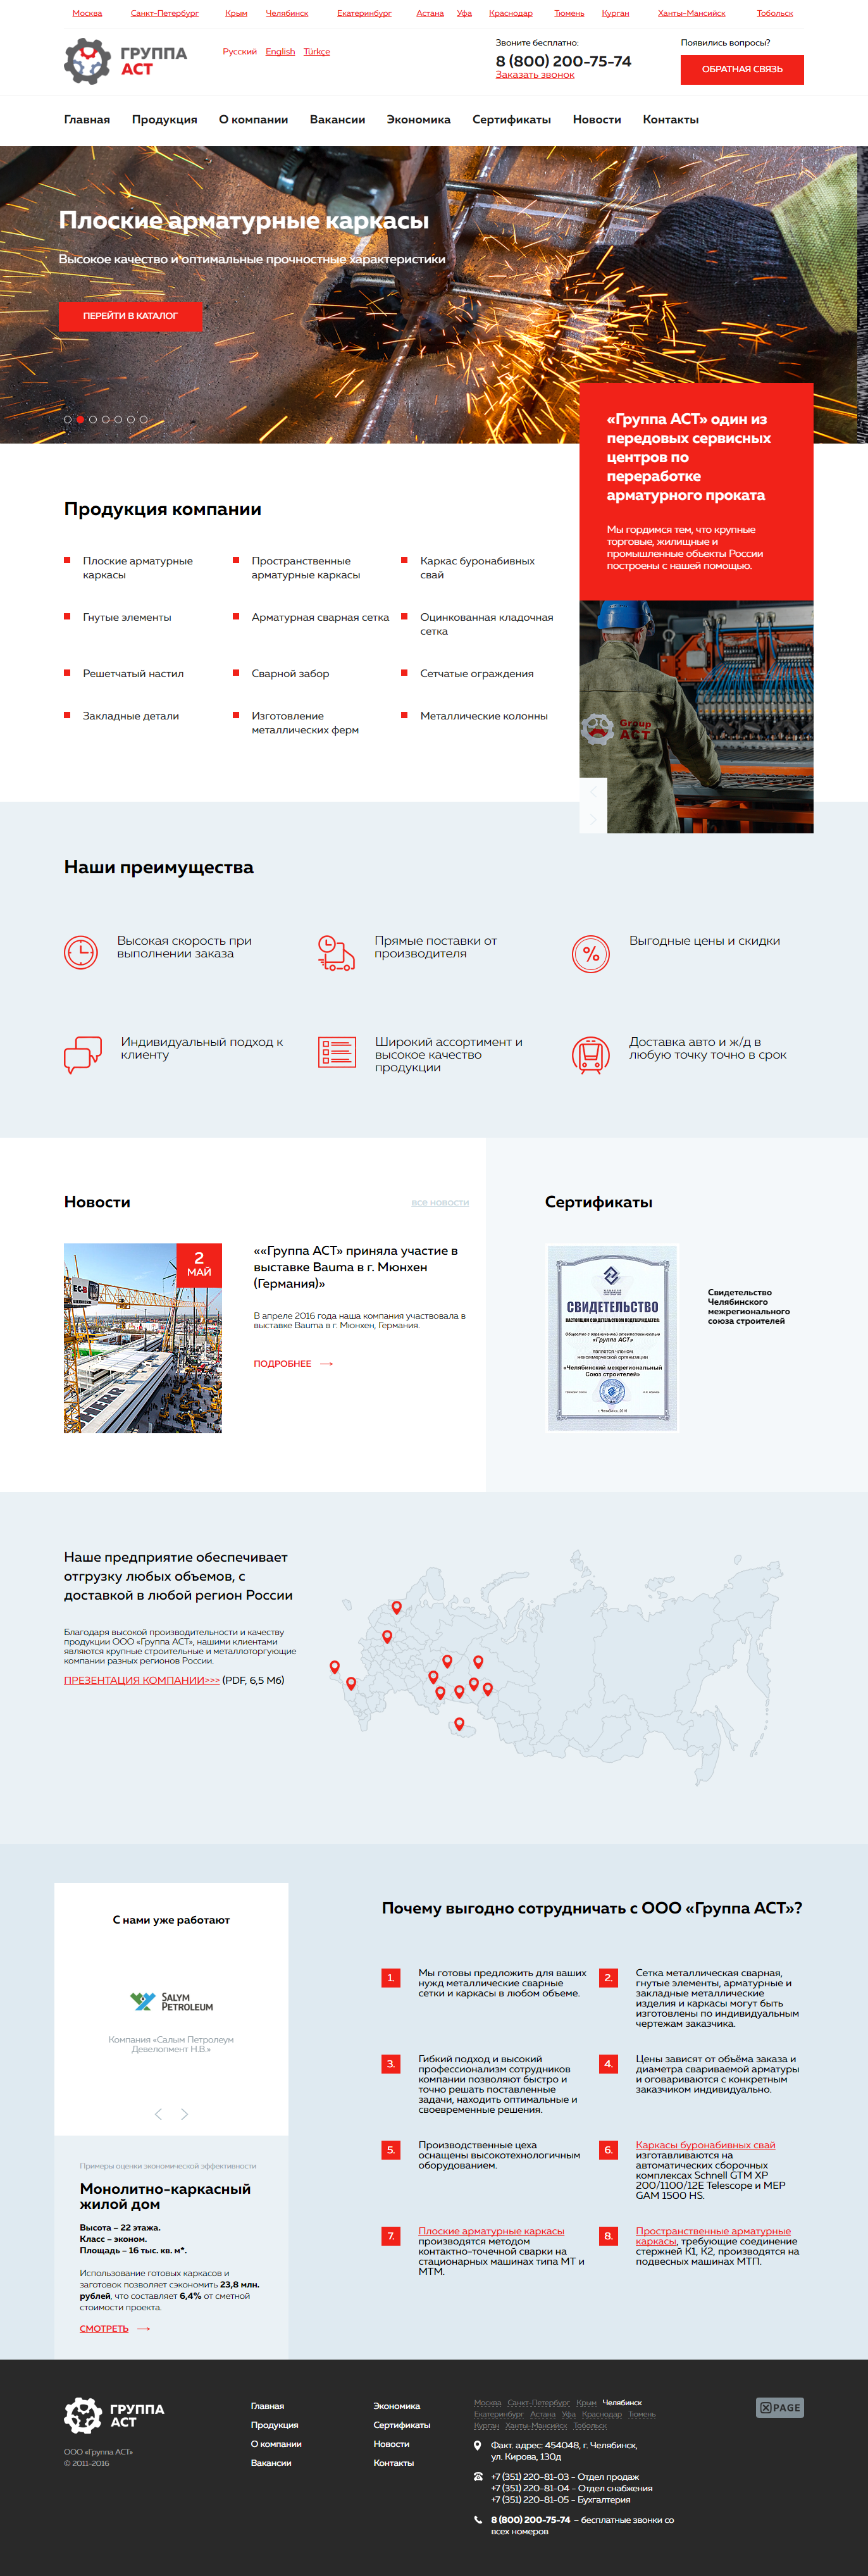 Москва Санкт-Петербург Крым Челябинск Екатеринбург Астана Уфа Краснодар Тюмень Курган Ханты-Мансийск Тобольск
ГРУППА
АСТ
Русский English Türkçe
Звоните бесплатно:
8 (800) 200-75-74
Заказать звонок
Появились вопросы?
ОБРАТНАЯ СВЯЗЬ
Главная Продукция О компании Вакансии Экономика Сертификаты Новости Контакты
Плоские арматурные каркасы
Высокое качество и оптимальные прочностные характеристики
ПЕРЕЙТИ В КАТАЛОГ
«Группа АСТ» один из
передовых сервисных
центров по
переработке
арматурного проката
Мы гордимся тем, что крупные
торговые, жилищные и
промышленные объекты России
построены с нашей помощью.
Group
ACT
Продукция компании
Плоские арматурные
каркасы
Пространственные
арматурные каркасы
Каркас буронабивных
свай
Гнутые элементы
Арматурная сварная сетка
Оцинкованная кладочная
сетка
Решетчатый настил
Сварной забор
Сетчатые ограждения
Закладные детали
Изготовление
металлических ферм
Металлические колонны
Наши преимущества
Высокая скорость при
выполнении заказа
Прямые поставки от
производителя
%
Выгодные цены и скидки
Индивидуальный подход к
клиенту
Широкий ассортимент и
высокое качество
продукции
Доставка авто и ж/д в
любую точку точно в срок
Новости
все новости
2
МАЙ
««Группа АСТ» приняла участие в
выставке Bauma в г. Мюнхен
(Германия)»
В апреле 2016 года наша компания участвовала в
выставке Bauma в г. Мюнхен, Германия.
ПОДРОБНЕЕ
Сертификаты
СВИДЕТЕЛЬСТВО
НАСТОЯЩИМ СВИДЕТЕЛЬСТВОМ ПОДТВЕРЖДАЕТСЯ:
Общество с ограниченной ответственностью
«Группа АСТ»
является членом
некоммерческой организации
«Челябинский межрегиональный
Союз строителей»
г. Челябинск, 2016
Свидетельство
Челябинского
межрегионального
союза строителей
Наше предприятие обеспечивает
отгрузку любых объемов, с
доставкой в любой регион России
Благодаря высокой производительности и качеству
продукции ООО «Группа АСТ», нашими клиентами
являются крупные строительные и металлоторгующие
компании разных регионов России.
ПРЕЗЕНТАЦИЯ КОМПАНИИ>>> (PDF, 6,5 Мб)
С нами уже работают
SALYM
PETROLEUM
Компания «Салым Петролеум
Девелопмент Н.В.»
Примеры оценки экономической эффективности
Монолитно-каркасный
жилой дом
Высота – 22 этажа.
Класс – эконом.
Площадь – 16 тыс. кв. м*.
Использование готовых каркасов и
заготовок позволяет сэкономить 23,8 млн.
рублей, что составляет 6,4% от сметной
стоимости проекта.
СМОТРЕТЬ
Почему выгодно сотрудничать с ООО «Группа АСТ»?
1.
Мы готовы предложить для ваших
нужд металлические сварные
сетки и каркасы в любом объеме.
2.
Сетка металлическая сварная,
гнутые элементы, арматурные и
закладные металлические
изделия и каркасы могут быть
изготовлены по индивидуальным
чертежам заказчика.
3.
Гибкий подход и высокий
профессионализм сотрудников
компании позволяют быстро и
точно решать поставленные
задачи, находить оптимальные и
своевременные решения.
4.
Цены зависят от объёма заказа и
диаметра свариваемой арматуры
и оговариваются с конкретным
заказчиком индивидуально.
5.
Производственные цеха
оснащены высокотехнологичным
оборудованием.
6.
Каркасы буронабивных свай
изготавливаются на
автоматических сборочных
комплексах Schnell GTM XP
200/1100/12E Telescope и MEP
GAM 1500 HS.
7.
Плоские арматурные каркасы
производятся методом
контактно-точечной сварки на
стационарных машинах типа МТ и
МТМ.
8.
Пространственные арматурные
каркасы, требующие соединение
стержней К1, К2, производятся на
подвесных машинах МТП.
ГРУППА
АСТ
ООО «Группа АСТ»
© 2011-2016
Главная
Продукция
О компании
Вакансии
Экономика
Сертификаты
Новости
Контакты
Москва Санкт-Петербург Крым Челябинск
Екатеринбург Астана Уфа Краснодар Тюмень
Курган Ханты-Мансийск Тобольск
Факт. адрес: 454048, г. Челябинск,
ул. Кирова, 130д
+7 (351) 220-81-03 - Отдел продаж
+7 (351) 220-81-04 - Отдел снабжения
+7 (351) 220-81-05 - Бухгалтерия
8 (800) 200-75-74 – бесплатные звонки со
всех номеров
PAGE